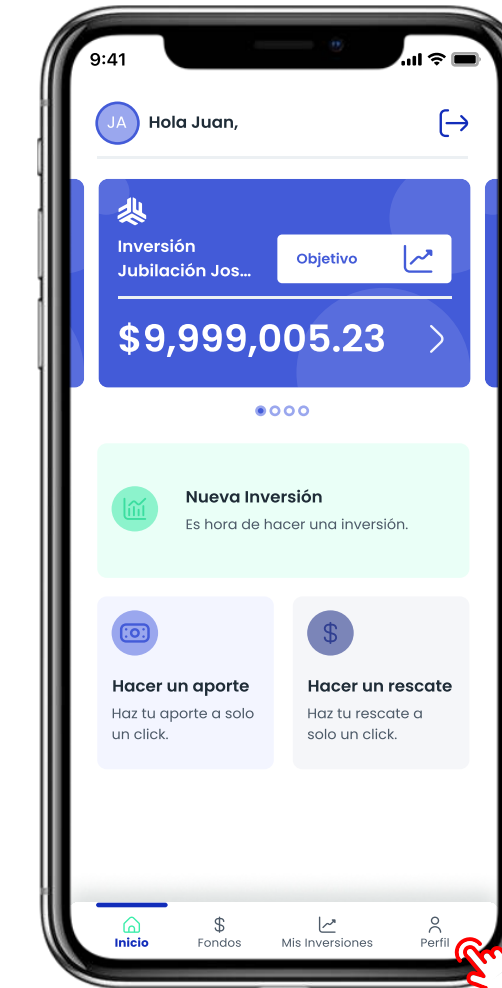 9:41
JA
Hola Juan,
Inversión
Jubilación Jos...
Objetivo
$9,999,005.23
Nueva Inversión
Es hora de hacer una inversión.
$
Hacer un aporte
Haz tu aporte a solo
un click.
Hacer un rescate
Haz tu rescate a
solo un click.
$
Inicio
Fondos
Mis Inversiones
Perfil